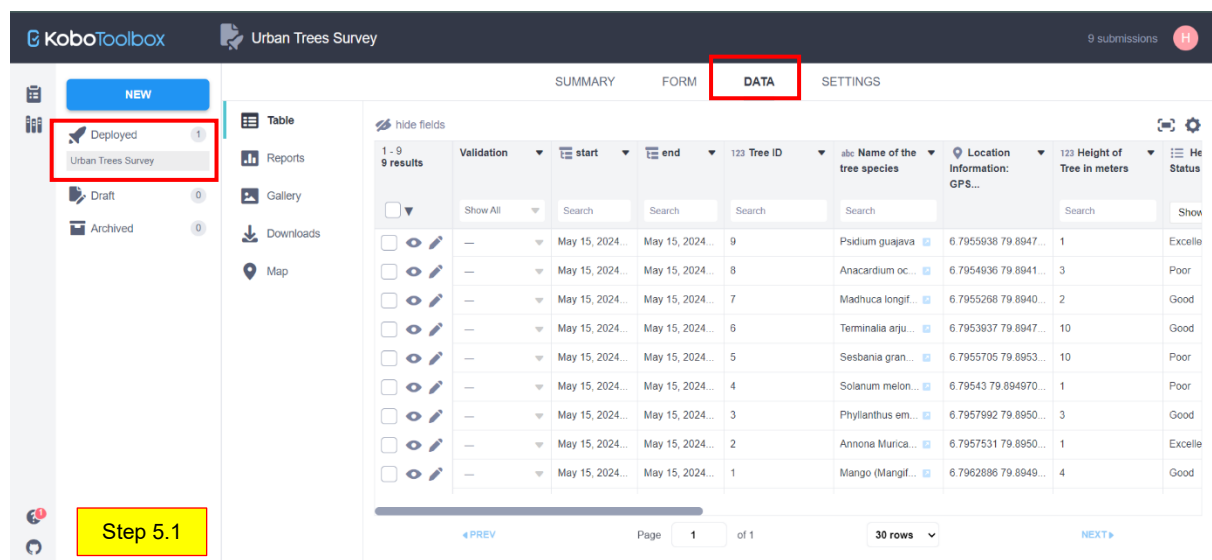 KoboToolbox
Urban Trees Survey
9 submissions
H
SUMMARY FORM DATA SETTINGS
NEW
Deployed 1
Urban Trees Survey
Draft 0
Archived 0
Table
Reports
Gallery
Downloads
Map
hide fields
1 - 9
9 results
Validation start end 123 Tree ID abc Name of the tree species Location Information: GPS... 123 Height of Tree in meters He Status
Show All Search Search Search Search Search Show
— May 15, 2024... May 15, 2024... 9 Psidium guajava 6.7955938 79.8947... 1 Excelle
— May 15, 2024... May 15, 2024... 8 Anacardium oc... 6.7954936 79.8941... 3 Poor
— May 15, 2024... May 15, 2024... 7 Madhuca longif... 6.7955268 79.8940... 2 Good
— May 15, 2024... May 15, 2024... 6 Terminalia arju... 6.7953937 79.8947... 10 Good
— May 15, 2024... May 15, 2024... 5 Sesbania gran... 6.7955705 79.8953... 10 Poor
— May 15, 2024... May 15, 2024... 4 Solanum melon... 6.79543 79.894970... 1 Poor
— May 15, 2024... May 15, 2024... 3 Phyllanthus em... 6.7957992 79.8950... 3 Good
— May 15, 2024... May 15, 2024... 2 Annona Murica... 6.7957531 79.8950... 1 Excelle
— May 15, 2024... May 15, 2024... 1 Mango (Mangif... 6.7962886 79.8949... 4 Good
1
Step 5.1
PREV Page 1 of 1 30 rows NEXT